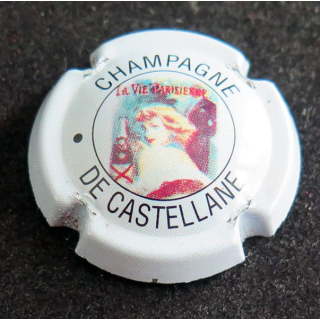 CHAMPAGNE
LA VIE PARISIENNE
DE CASTELLANE